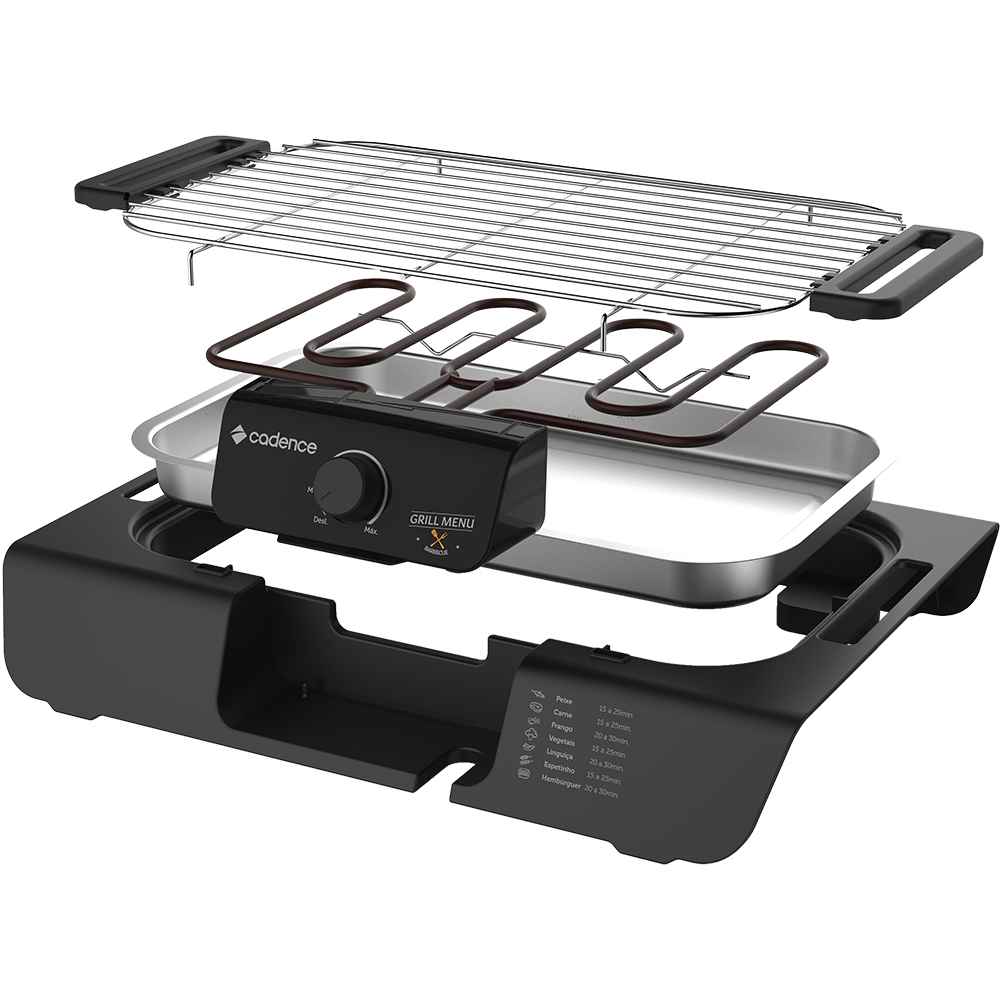 cadence
M
Desl.
Máx.
GRILL MENU
BARBECUE
Peixe 15 a 25min.
Carne 15 a 25min.
Frango 20 a 30min.
Vegetais 15 a 25min.
Linguiça 20 a 30min.
Espetinho 15 a 25min.
Hambúrguer 20 a 30min.